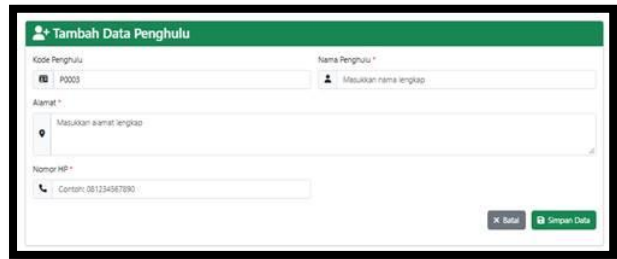 Tambah Data Penghulu
Kode Penghulu
Nama Penghulu *
P0003
Masukkan nama lengkap
Alamat *
Masukkan alamat lengkap
Nomor HP *
Contoh: 081234567890
Batal
Simpan Data